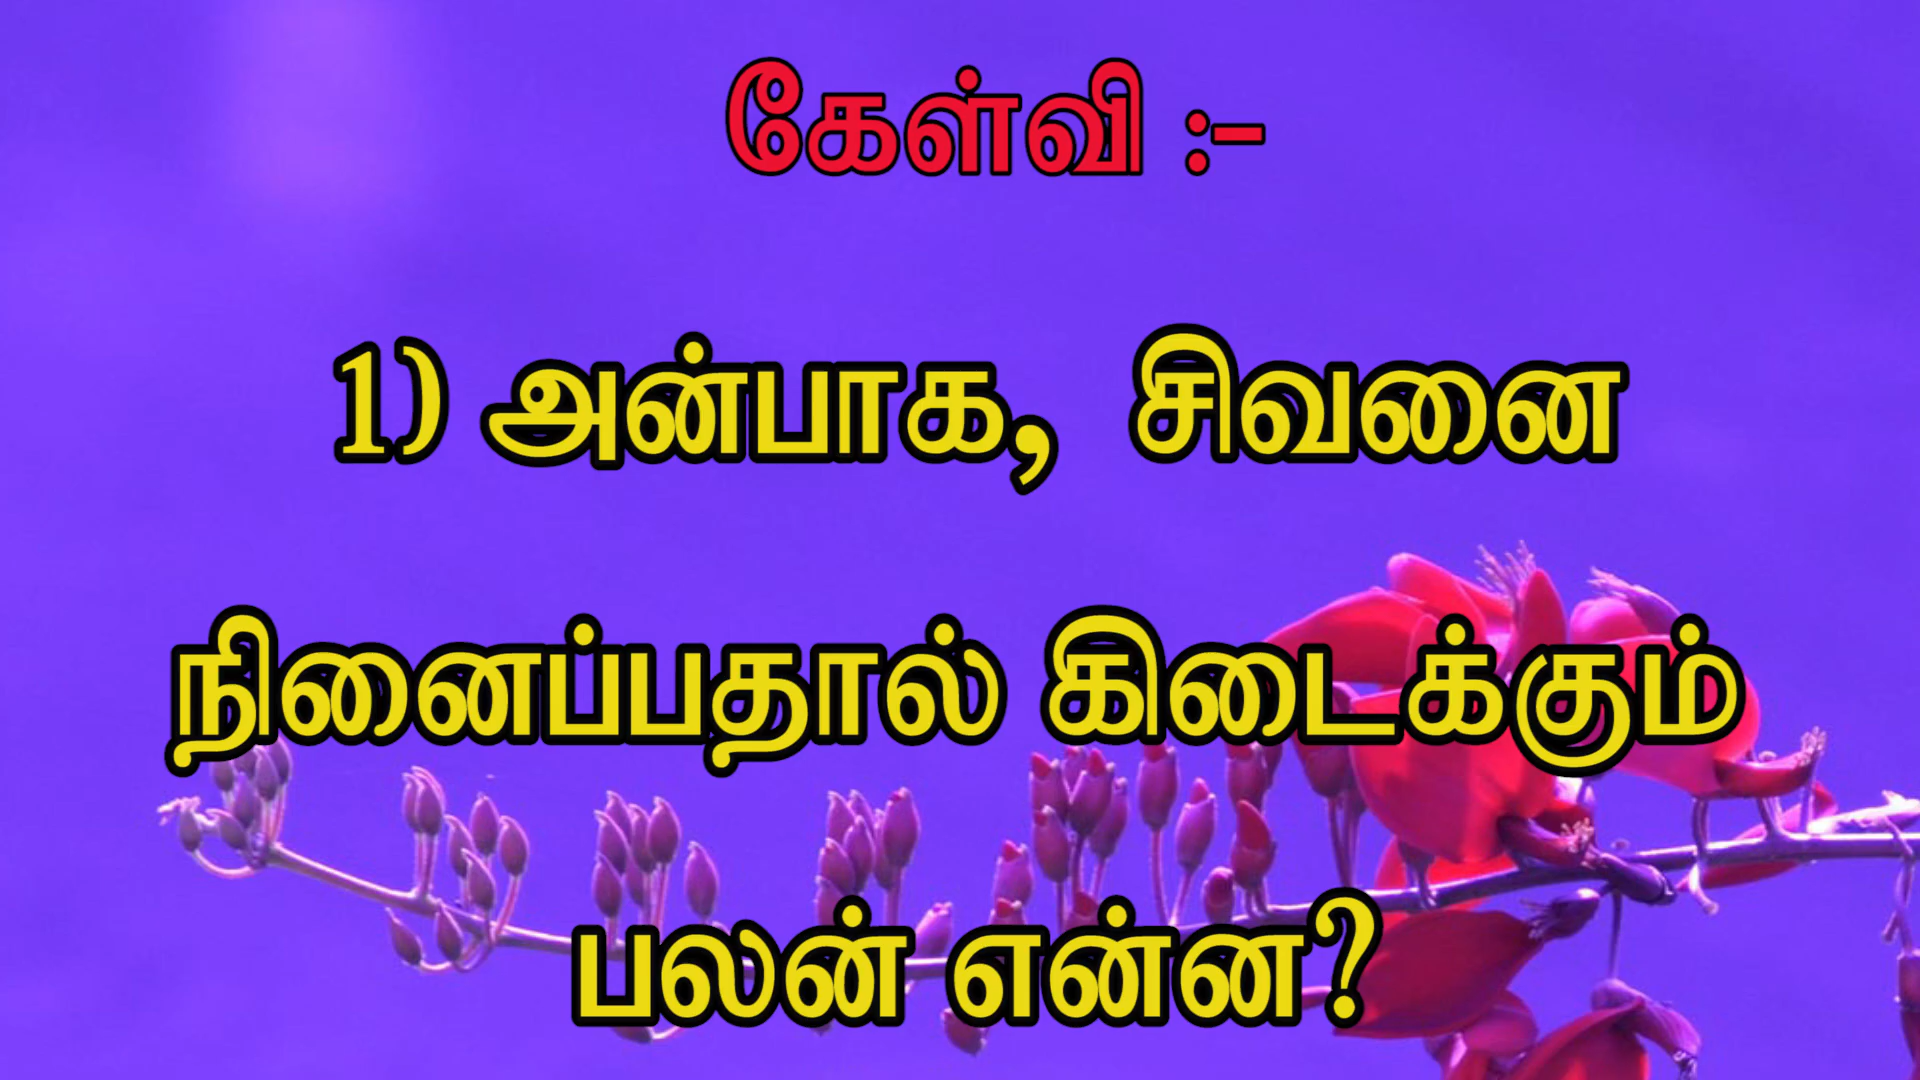 கேள்வி :-
1) அன்பாக, சிவனை
நினைப்பதால் கிடைக்கும்
பலன் என்ன?